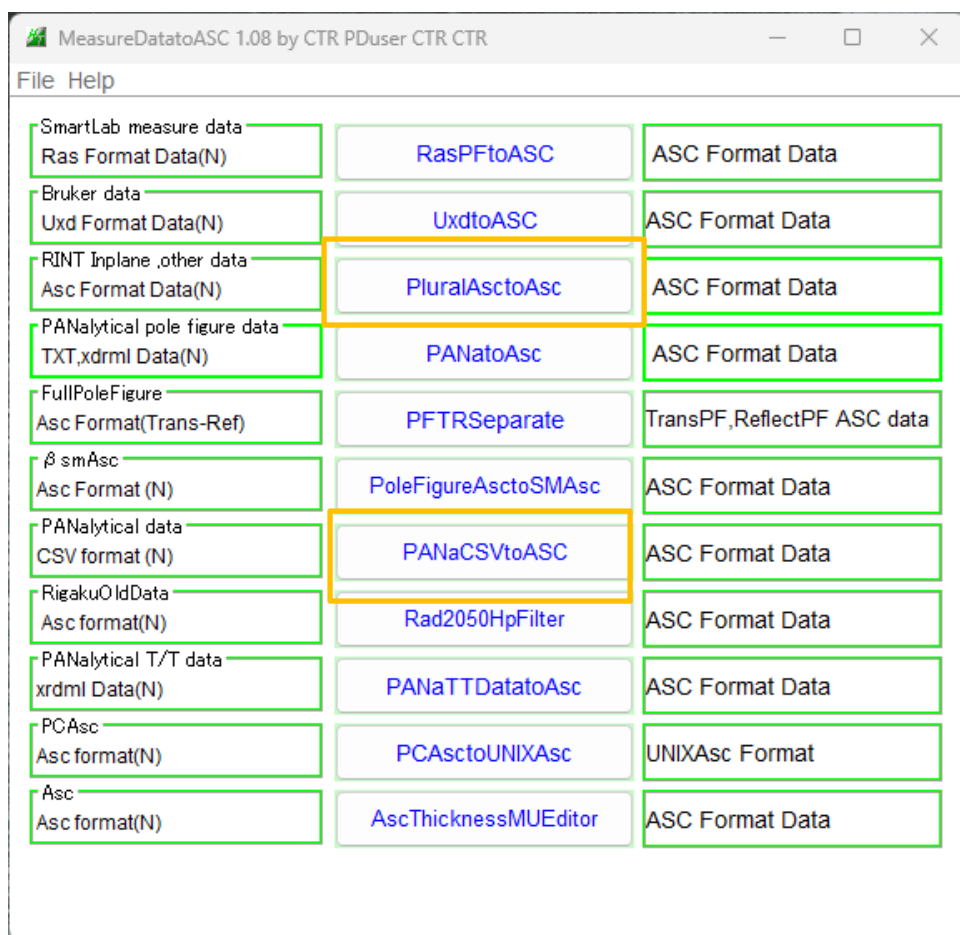 MeasureDatatoASC 1.08 by CTR PDuser CTR CTR
File Help
SmartLab measure data
Ras Format Data(N)
RasPFtoASC
ASC Format Data
Bruker data
Uxd Format Data(N)
UxdtoASC
ASC Format Data
RINT Inplane ,other data
Asc Format Data(N)
PluralAsctoAsc
ASC Format Data
PANalytical pole figure data
TXT,xdrml Data(N)
PANatoAsc
ASC Format Data
FullPoleFigure
Asc Format(Trans-Ref)
PFTRSeparate
TransPF,ReflectPF ASC data
βsmAsc
Asc Format (N)
PoleFigureAsctoSMAsc
ASC Format Data
PANalytical data
CSV format (N)
PANaCSVtoASC
ASC Format Data
RigakuOldData
Asc format(N)
Rad2050HpFilter
ASC Format Data
PANalytical T/T data
xrdml Data(N)
PANaTTDatatoAsc
ASC Format Data
PCAsc
Asc format(N)
PCAsctoUNIXAsc
UNIXAsc Format
Asc
Asc format(N)
AscThicknessMUEditor
ASC Format Data